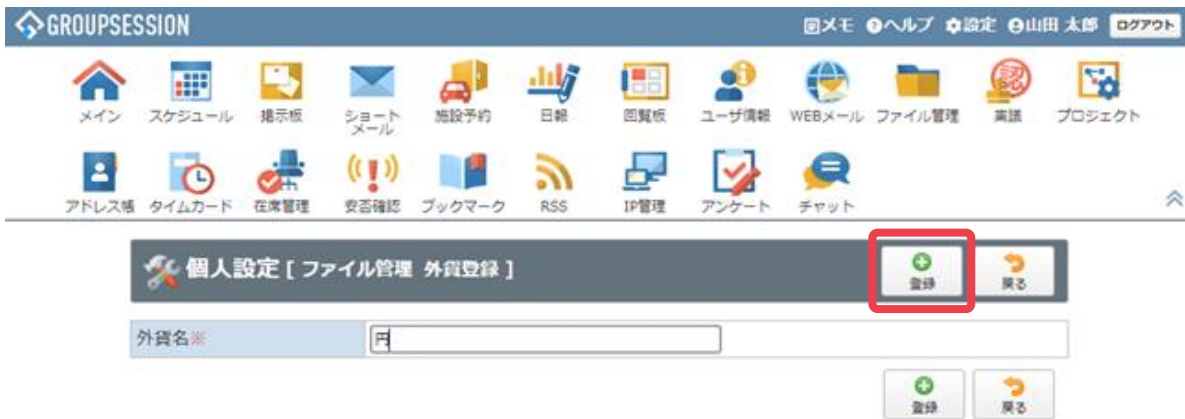 GROUPSESSION
メモ ヘルプ 設定 山田 太郎 ログアウト
メイン スケジュール 掲示板 ショートメール 施設予約 日報 回覧板 ユーザ情報 WEBメール ファイル管理 稟議 プロジェクト
アドレス帳 タイムカード 在席管理 安否確認 ブックマーク RSS IP管理 アンケート チャット
個人設定 [ ファイル管理 外貨登録 ]
登録 戻る
外貨名※ 円
登録 戻る